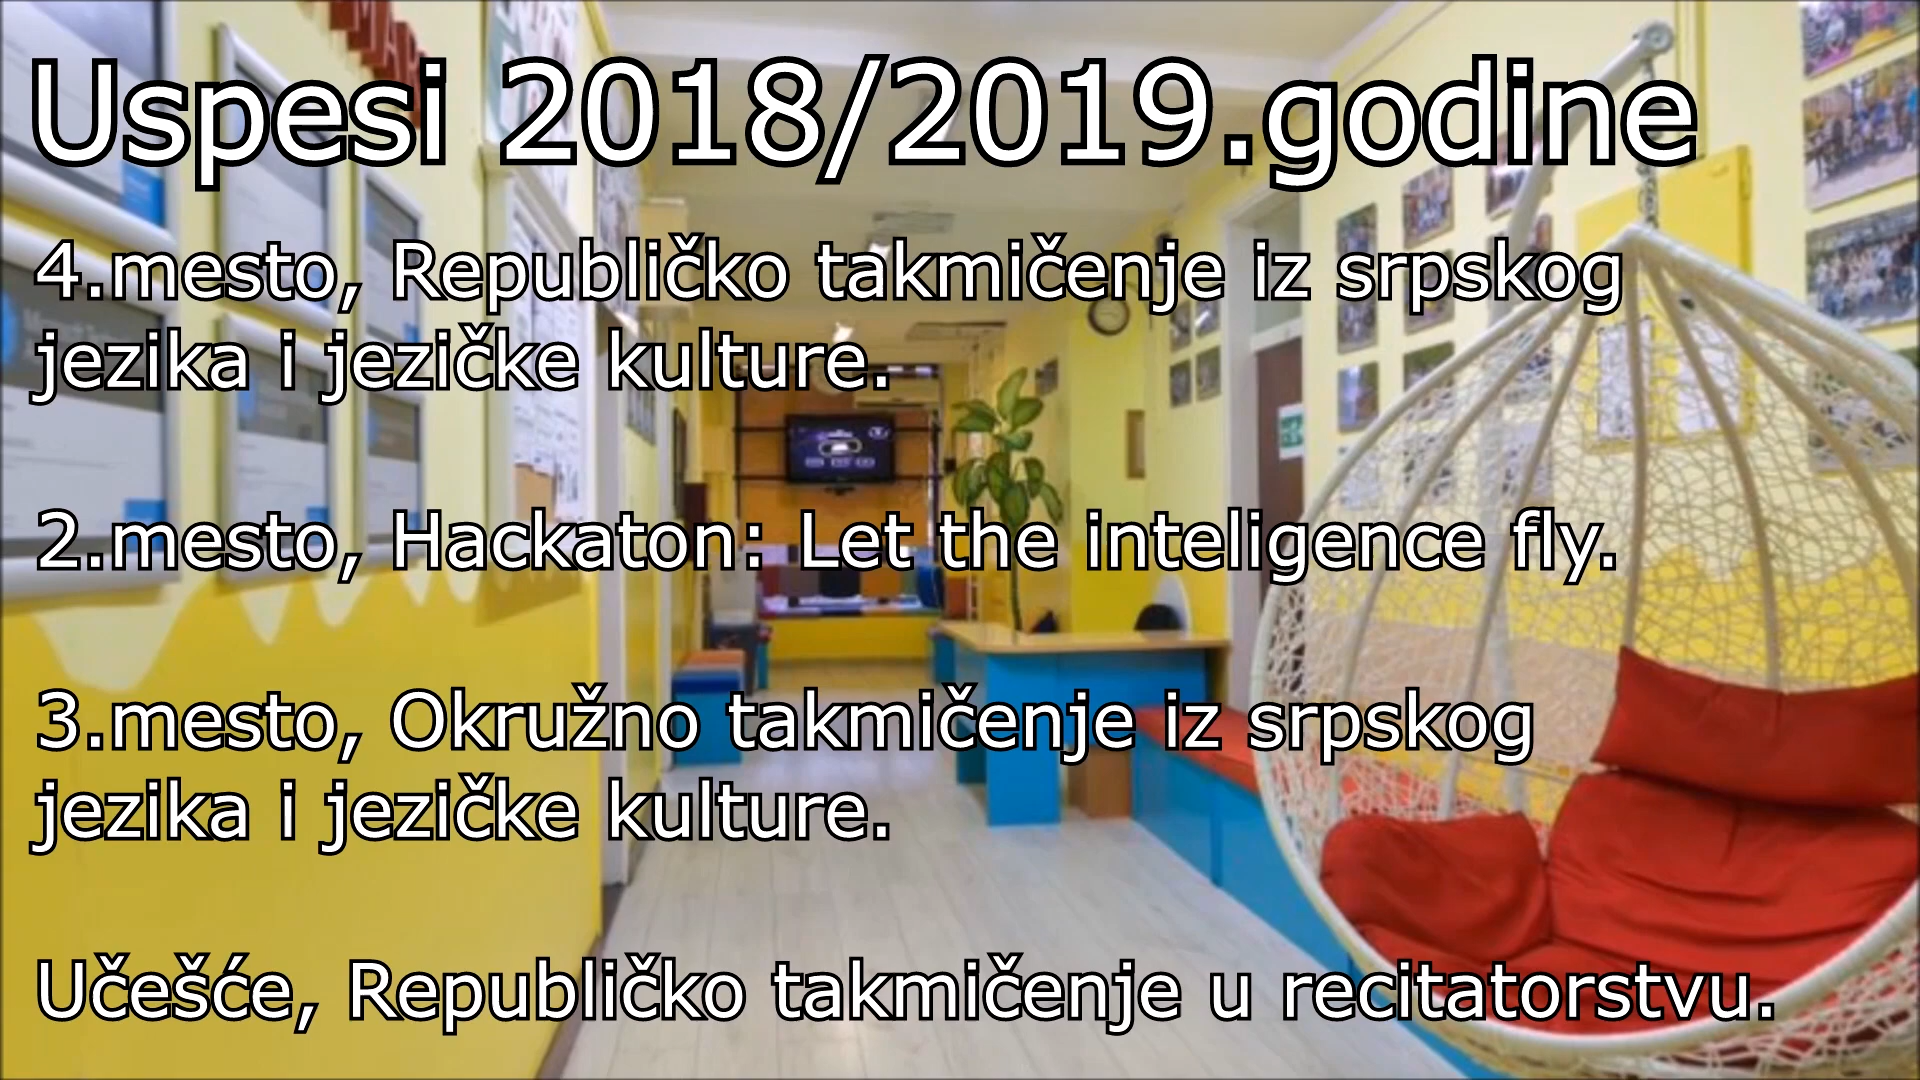 Uspesi 2018/2019.godine
4.mesto, Republičko takmičenje iz srpskog
jezika i jezičke kulture.
2.mesto, Hackaton: Let the inteligence fly.
3.mesto, Okružno takmičenje iz srpskog
jezika i jezičke kulture.
Učešće, Republičko takmičenje u recitatorstvu.